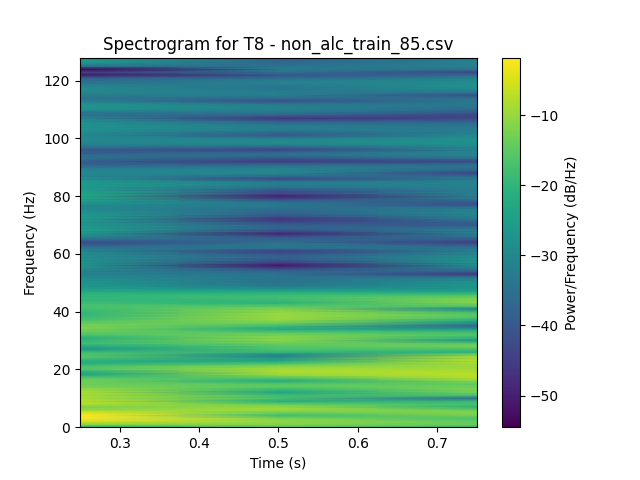 Spectrogram for T8 - non_alc_train_85.csv
120
100
80
60
40
20
0
Frequency (Hz)
0.3 0.4 0.5 0.6 0.7
Time (s)
−10
−20
−30
−40
−50
Power/Frequency (dB/Hz)